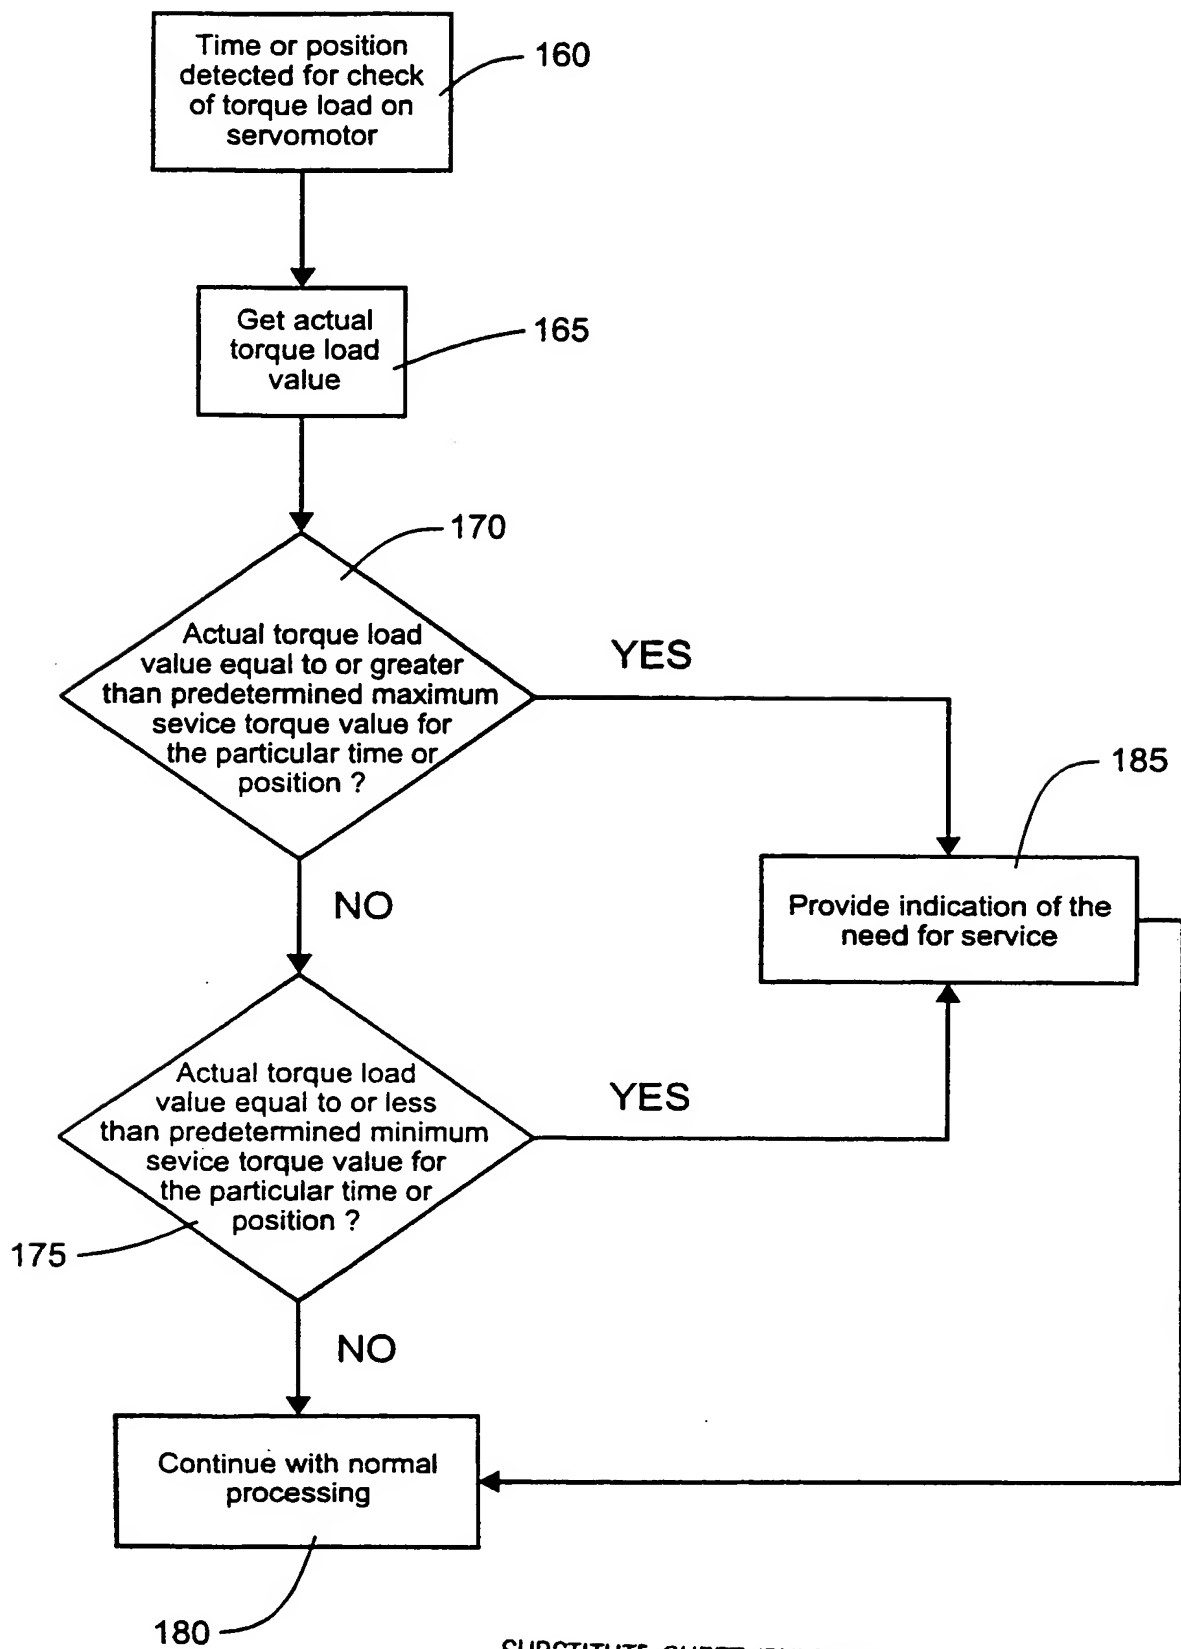 Time or position
detected for check
of torque load on
servomotor
160
Get actual
torque load
value
165
170
Actual torque load
value equal to or greater
than predetermined maximum
sevice torque value for
the particular time or
position ?
YES
185
Provide indication of the
need for service
NO
Actual torque load
value equal to or less
than predetermined minimum
sevice torque value for
the particular time or
position ?
YES
175
NO
Continue with normal
processing
180
SUBSTITUTE SHEET